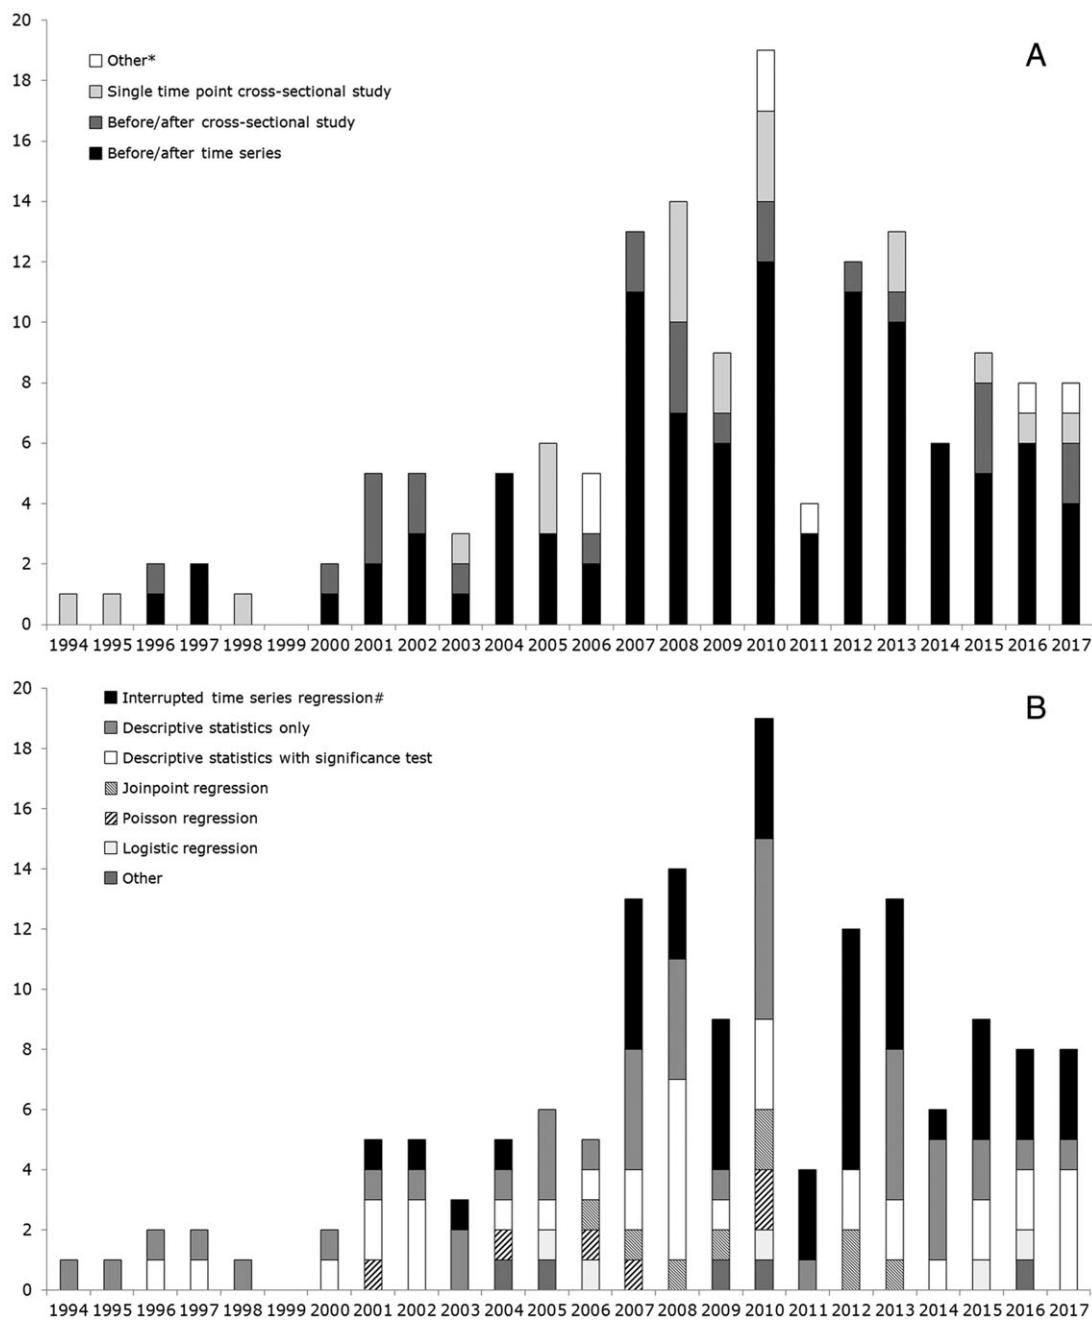 20
A
Other*
18
Single time point cross-sectional study
16
Before/after cross-sectional study
Before/after time series
14
12
10
8
6
4
2
0
1994 1995 1996 1997 1998 1999 2000 2001 2002 2003 2004 2005 2006 2007 2008 2009 2010 2011 2012 2013 2014 2015 2016 2017
20
B
Interrupted time series regression#
Descriptive statistics only
18
Descriptive statistics with significance test
Joinpoint regression
16
Poisson regression
Logistic regression
14
Other
12
10
8
6
4
2
0
1994 1995 1996 1997 1998 1999 2000 2001 2002 2003 2004 2005 2006 2007 2008 2009 2010 2011 2012 2013 2014 2015 2016 2017